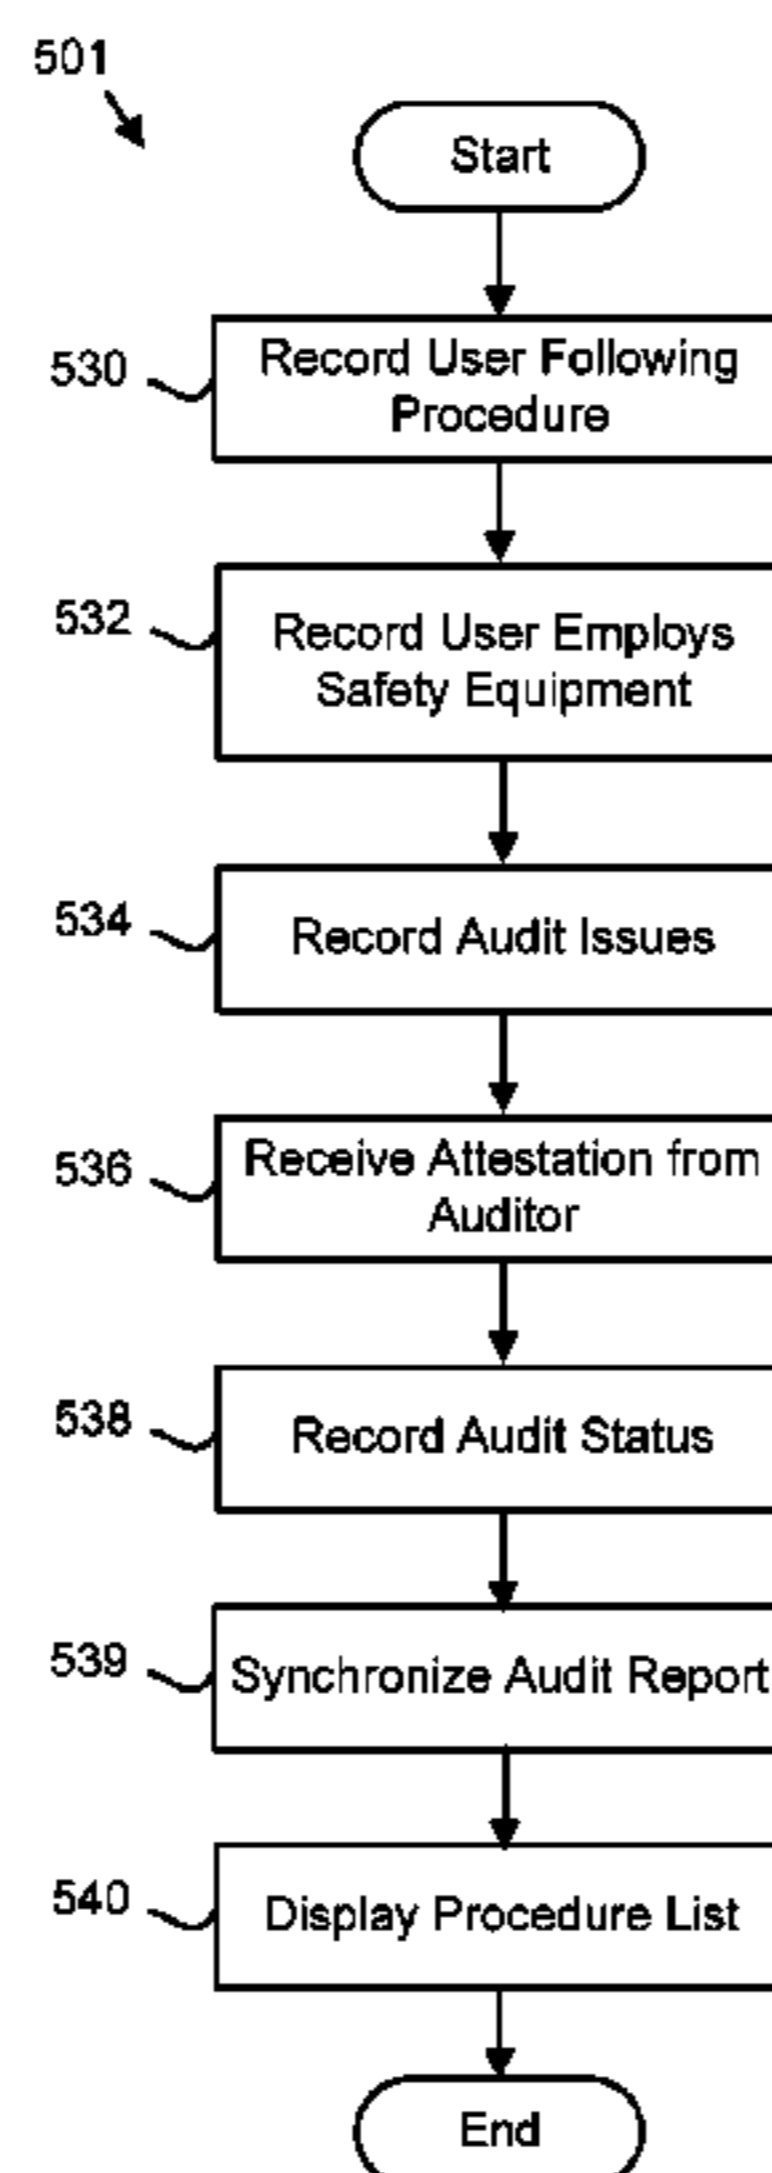 501
Start
530
Record User Following
Procedure
532
Record User Employs
Safety Equipment
534
Record Audit Issues
536
Receive Attestation from
Auditor
538
Record Audit Status
539
Synchronize Audit Report
540
Display Procedure List
End